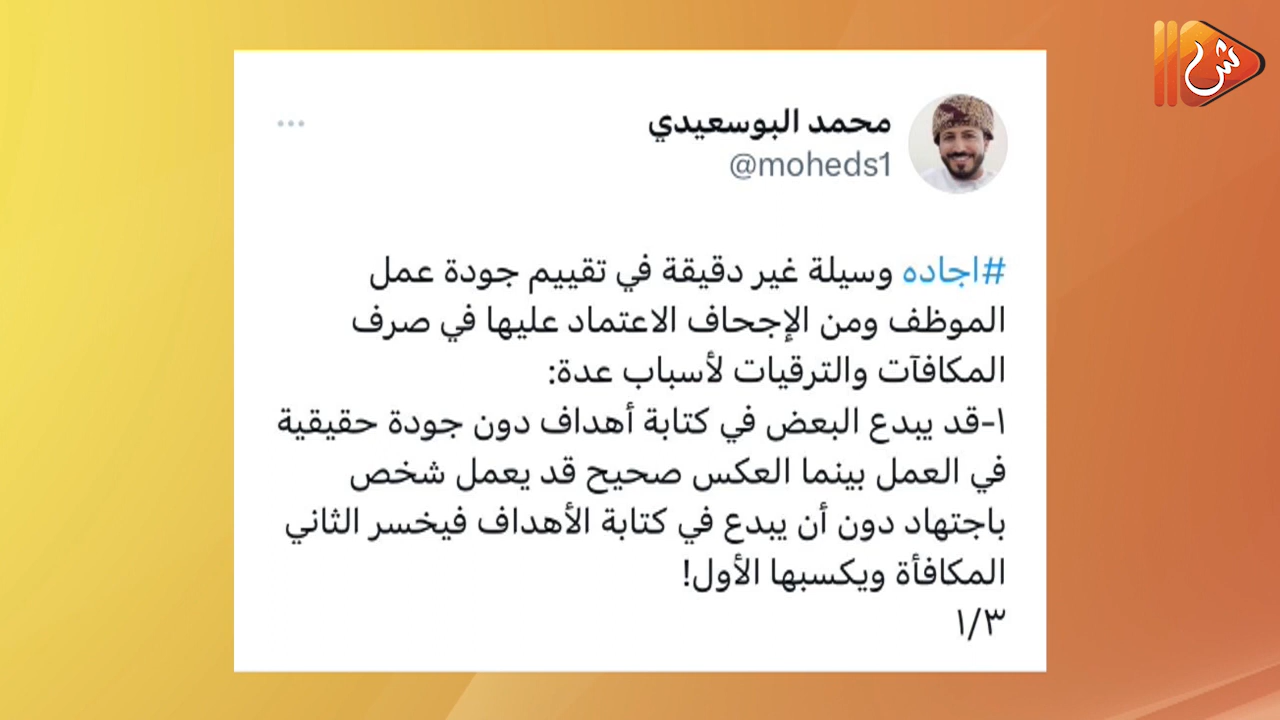 محمد البوسعيدي
@moheds1
#اجاده وسيلة غير دقيقة في تقييم جودة عمل
الموظف ومن الإجحاف الاعتماد عليها في صرف
المكافآت والترقيات لأسباب عدة:
١-قد يبدع البعض في كتابة أهداف دون جودة حقيقية
في العمل بينما العكس صحيح قد يعمل شخص
باجتهاد دون أن يبدع في كتابة الأهداف فيخسر الثاني
المكافأة ويكسبها الأول!
١/٣